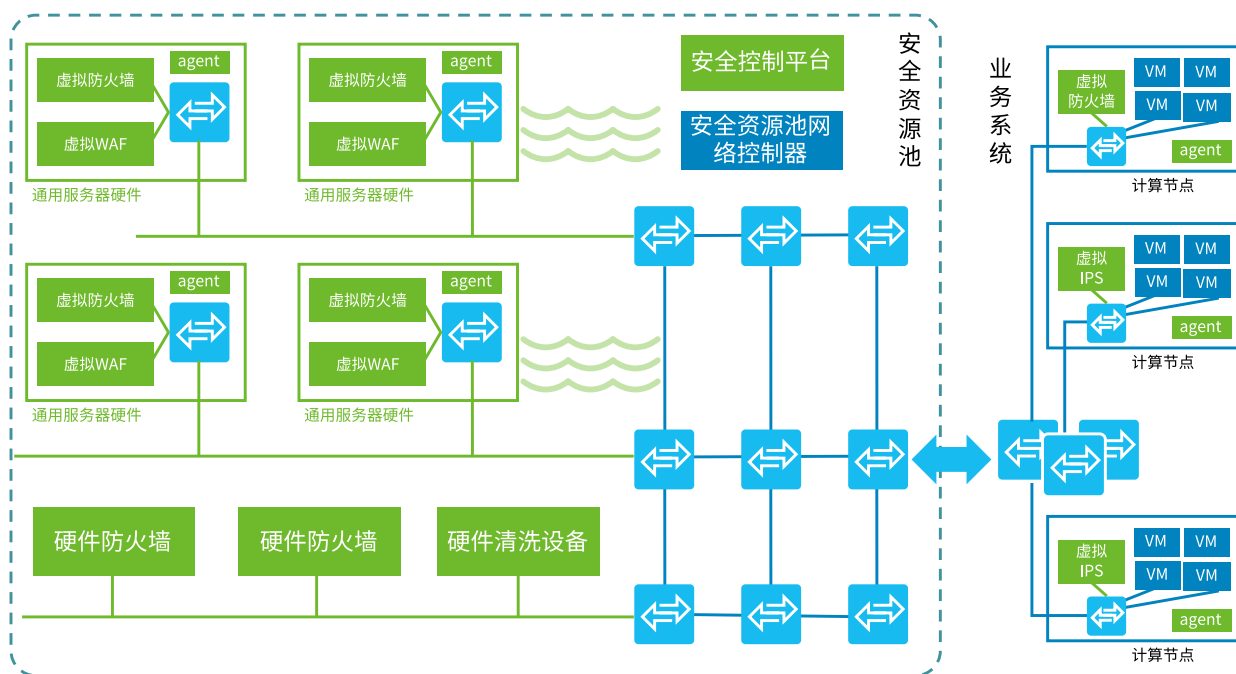 agent
虚拟防火墙
虚拟WAF
通用服务器硬件
agent
虚拟防火墙
虚拟WAF
通用服务器硬件
安全控制平台
安全资源池网
络控制器
安
全
资
源
池
agent
虚拟防火墙
虚拟WAF
通用服务器硬件
agent
虚拟防火墙
虚拟WAF
通用服务器硬件
硬件防火墙
硬件防火墙
硬件清洗设备
业
务
系
统
虚拟
防火墙
VM
VM
VM
VM
agent
计算节点
虚拟
IPS
VM
VM
VM
VM
agent
计算节点
虚拟
IPS
VM
VM
VM
VM
agent
计算节点